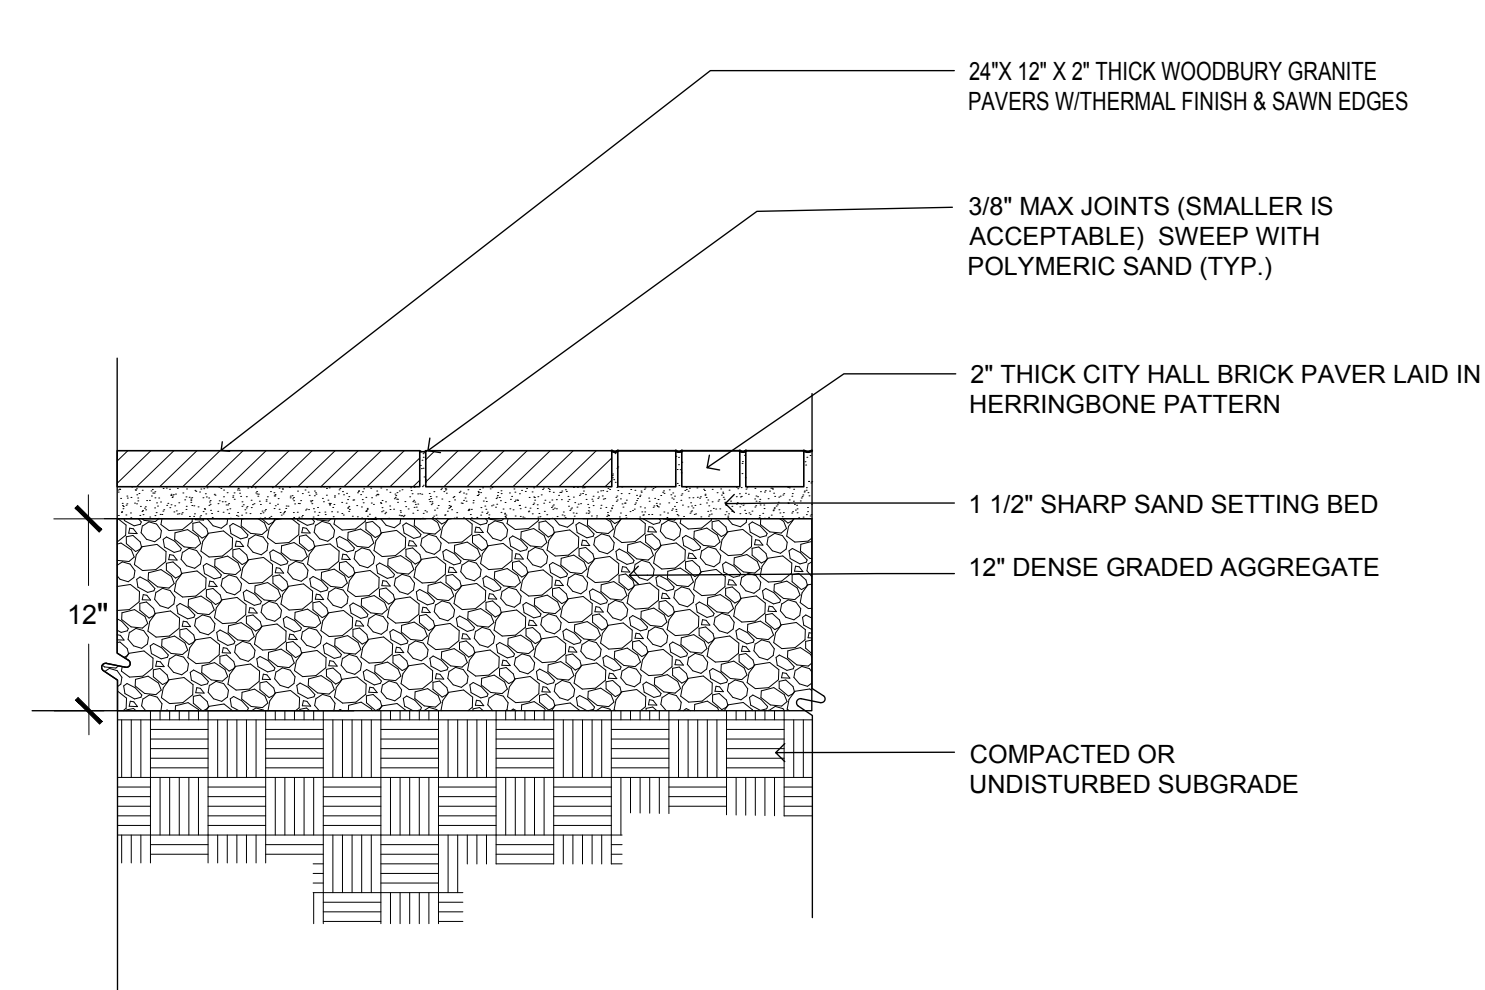 24"X 12" X 2" THICK WOODBURY GRANITE
PAVERS W/THERMAL FINISH & SAWN EDGES
3/8" MAX JOINTS (SMALLER IS
ACCEPTABLE) SWEEP WITH
POLYMERIC SAND (TYP.)
2" THICK CITY HALL BRICK PAVER LAID IN
HERRINGBONE PATTERN
1 1/2" SHARP SAND SETTING BED
12" DENSE GRADED AGGREGATE
12"
COMPACTED OR
UNDISTURBED SUBGRADE